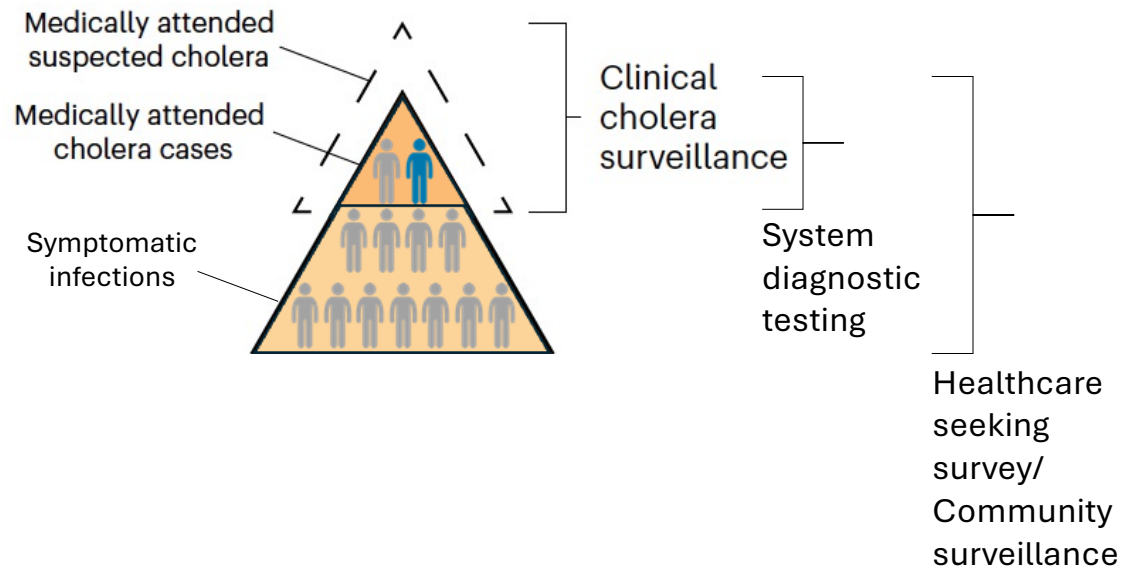 Medically attended
suspected cholera
Medically attended
cholera cases
Symptomatic
infections
Clinical
cholera
surveillance
System
diagnostic
testing
Healthcare
seeking
survey/
Community
surveillance